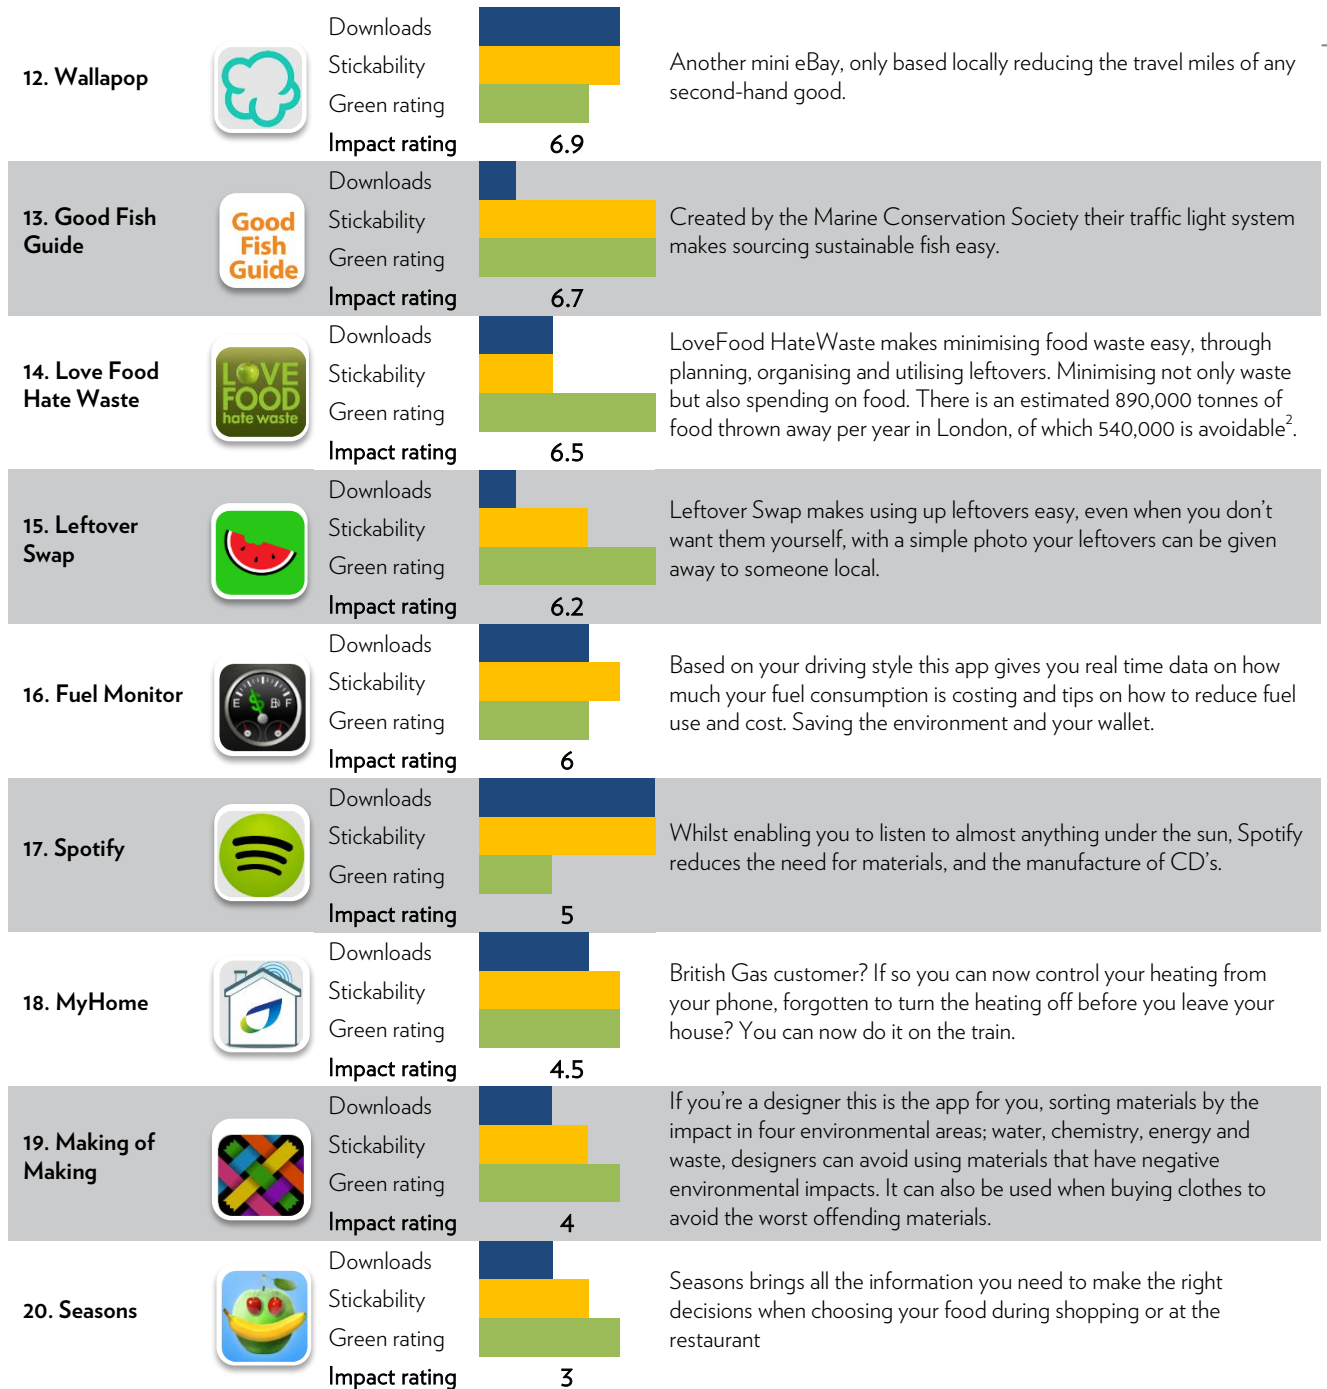 12. Wallapop
Downloads
Stickability
Green rating
Impact rating
6.9
Another mini eBay, only based locally reducing the travel miles of any
second-hand good.
13. Good Fish
Guide
Good
Fish
Guide
Downloads
Stickability
Green rating
Impact rating
6.7
Created by the Marine Conservation Society their traffic light system
makes sourcing sustainable fish easy.
14. Love Food
Hate Waste
LOVE
FOOD
hate waste
Downloads
Stickability
Green rating
Impact rating
6.5
LoveFood HateWaste makes minimising food waste easy, through
planning, organising and utilising leftovers. Minimising not only waste
but also spending on food. There is an estimated 890,000 tonnes of
food thrown away per year in London, of which 540,000 is avoidable².
15. Leftover
Swap
Downloads
Stickability
Green rating
Impact rating
6.2
Leftover Swap makes using up leftovers easy, even when you don't
want them yourself, with a simple photo your leftovers can be given
away to someone local.
16. Fuel Monitor
E $ F
Downloads
Stickability
Green rating
Impact rating
6
Based on your driving style this app gives you real time data on how
much your fuel consumption is costing and tips on how to reduce fuel
use and cost. Saving the environment and your wallet.
17. Spotify
Downloads
Stickability
Green rating
Impact rating
5
Whilst enabling you to listen to almost anything under the sun, Spotify
reduces the need for materials, and the manufacture of CD's.
18. MyHome
Downloads
Stickability
Green rating
Impact rating
4.5
British Gas customer? If so you can now control your heating from
your phone, forgotten to turn the heating off before you leave your
house? You can now do it on the train.
19. Making of
Making
Downloads
Stickability
Green rating
Impact rating
4
If you're a designer this is the app for you, sorting materials by the
impact in four environmental areas; water, chemistry, energy and
waste, designers can avoid using materials that have negative
environmental impacts. It can also be used when buying clothes to
avoid the worst offending materials.
20. Seasons
Downloads
Stickability
Green rating
Impact rating
3
Seasons brings all the information you need to make the right
decisions when choosing your food during shopping or at the
restaurant